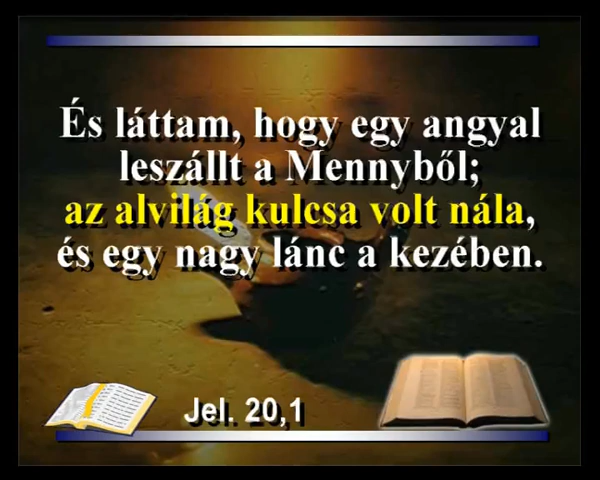 És láttam, hogy egy angyal
leszállt a Mennyből;
az alvilág kulcsa volt nála,
és egy nagy lánc a kezében.
Jel. 20,1